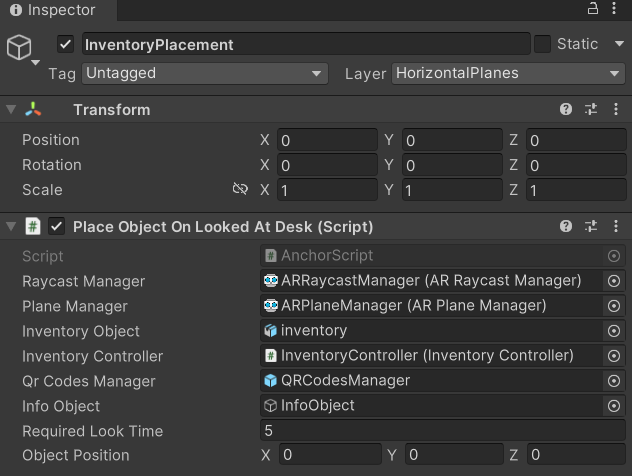 Inspector
InventoryPlacement Static
Tag Untagged Layer HorizontalPlanes
Transform
Position X 0 Y 0 Z 0
Rotation X 0 Y 0 Z 0
Scale X 1 Y 1 Z 1
# Place Object On Looked At Desk (Script)
Script # AnchorScript
Raycast Manager ARRaycastManager (AR Raycast Manager)
Plane Manager ARPlaneManager (AR Plane Manager)
Inventory Object inventory
Inventory Controller # InventoryController (Inventory Controller)
Qr Codes Manager QRCodesManager
Info Object InfoObject
Required Look Time 5
Object Position X 0 Y 0 Z 0